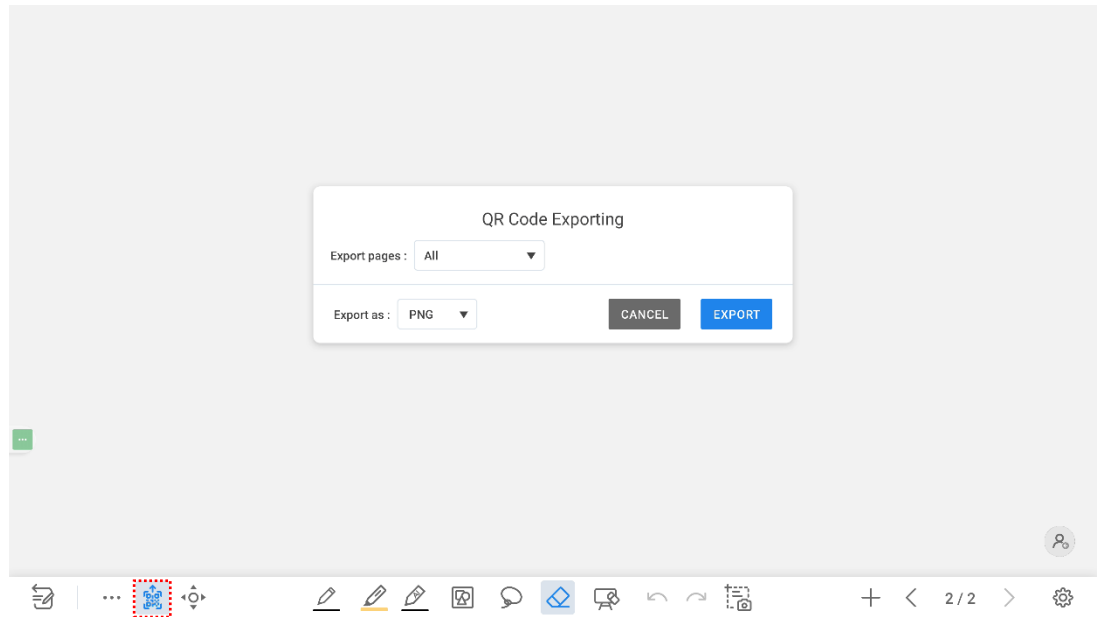 QR Code Exporting
Export pages : All
Export as : PNG
CANCEL
EXPORT
2 / 2